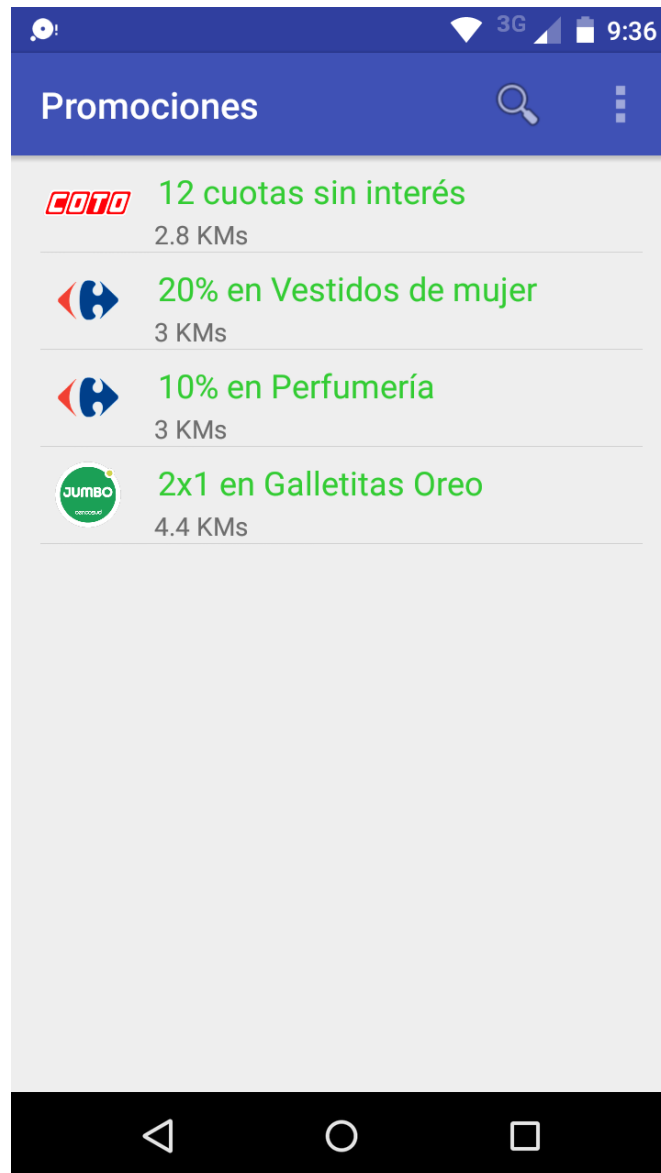 3G 9:36
Promociones
COTO
12 cuotas sin interés
2.8 KMs
20% en Vestidos de mujer
3 KMs
10% en Perfumería
3 KMs
JUMBO
cencosud
2x1 en Galletitas Oreo
4.4 KMs